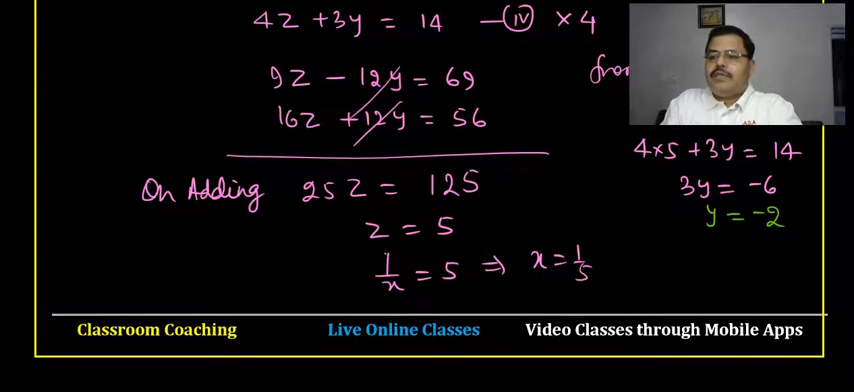 4z + 3y = 14 — (IV) × 4
9z − 12y = 69
16z + 12y = 56
On Adding 25z = 125
z = 5
1/x = 5 ⇒ x = 1/5
4×5 + 3y = 14
3y = −6
y = −2
Classroom Coaching Live Online Classes Video Classes through Mobile Apps